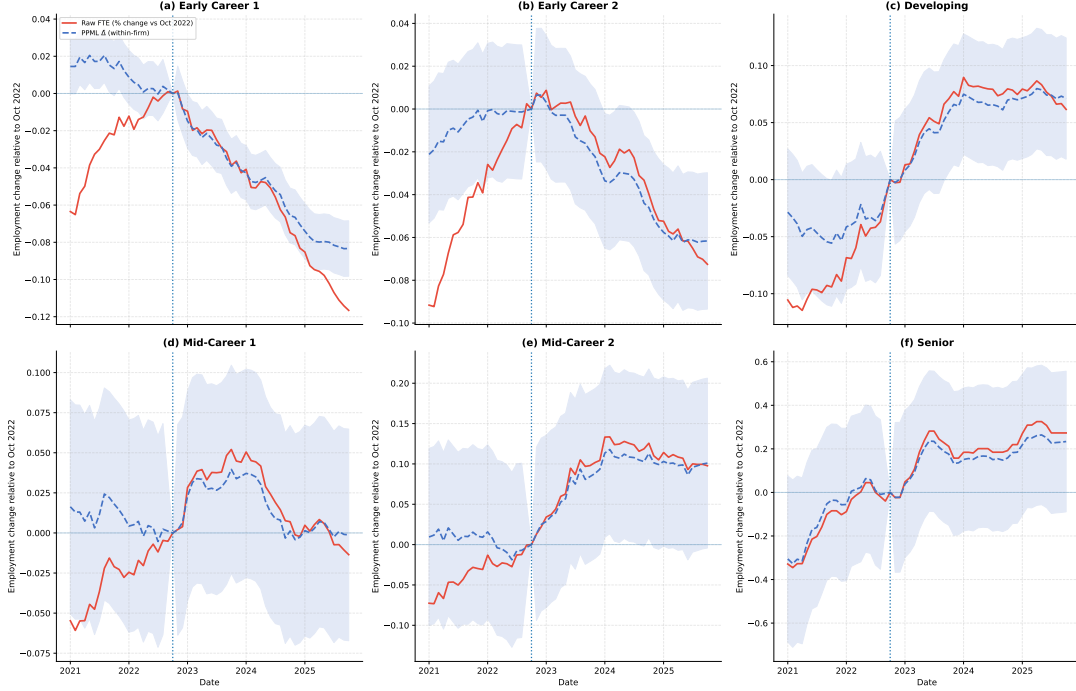 (a) Early Career 1
Employment change relative to Oct 2022
0.04
0.02
0.00
−0.02
−0.04
−0.06
−0.08
−0.10
−0.12
Raw FTE (% change vs Oct 2022)
PPML Δ (within-firm)
(b) Early Career 2
Employment change relative to Oct 2022
0.04
0.02
0.00
−0.02
−0.04
−0.06
−0.08
−0.10
(c) Developing
Employment change relative to Oct 2022
0.10
0.05
0.00
−0.05
−0.10
(d) Mid-Career 1
Employment change relative to Oct 2022
0.100
0.075
0.050
0.025
0.000
−0.025
−0.050
−0.075
2021 2022 2023 2024 2025
Date
(e) Mid-Career 2
Employment change relative to Oct 2022
0.20
0.15
0.10
0.05
0.00
−0.05
−0.10
2021 2022 2023 2024 2025
Date
(f) Senior
Employment change relative to Oct 2022
0.6
0.4
0.2
0.0
−0.2
−0.4
−0.6
2021 2022 2023 2024 2025
Date